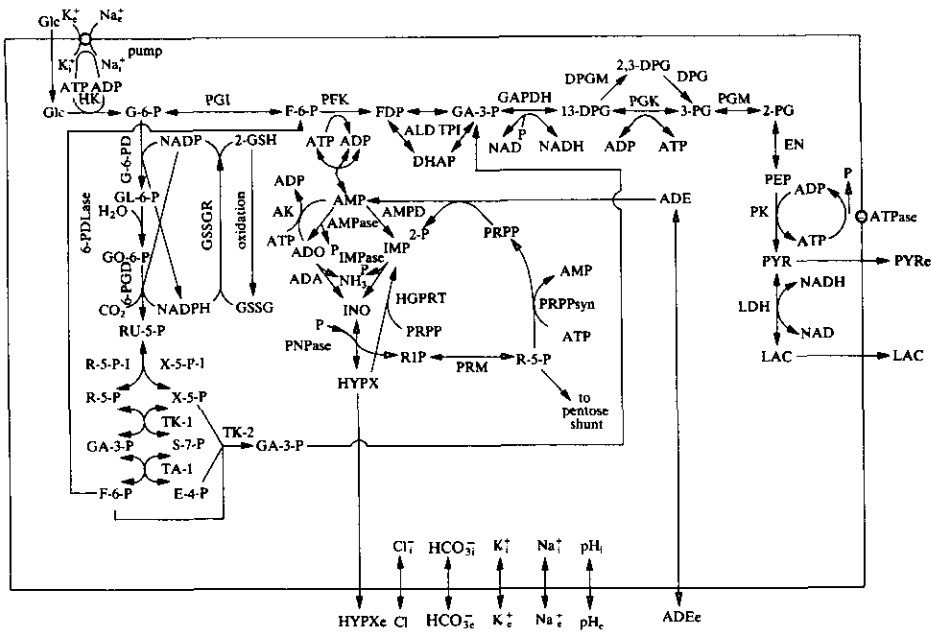 Glc K⁺e Na⁺e
pump
K⁺i Na⁺i
ATP ADP
HK
Glc G-6-P PGI F-6-P PFK FDP GA-3-P GAPDH 13-DPG PGK 3-PG PGM 2-PG
DPGM 2,3-DPG DPG
ALD TPI
DHAP
NAD P NADH
ADP ATP
ATP ADP
EN
PEP
PK ADP P
ATP ATPase
PYR PYRe
NADH
LDH
NAD
LAC LAC
G-6-PD NADP 2-GSH
GL-6-P
6-PDLase H₂O
GSSGR oxidation
GO-6-P
6-PGD
CO₂ NADPH GSSG
RU-5-P
R-5-P-I X-5-P-I
R-5-P X-5-P
TK-1
GA-3-P S-7-P TK-2 GA-3-P
TA-1
F-6-P E-4-P
ADP AMP ADE
AK AMPase AMPD
ATP 2-P PRPP
ADO P IMP
IMPase
P
ADA NH₃
INO HGPRT
P PRPP
PNPase
R1P PRM R-5-P
HYPX
AMP
PRPPsyn
ATP
to
pentose
shunt
Cl⁻i HCO₃⁻i K⁺i Na⁺i pHi
HYPXe Cl HCO₃⁻e K⁺e Na⁺e pHe ADEe